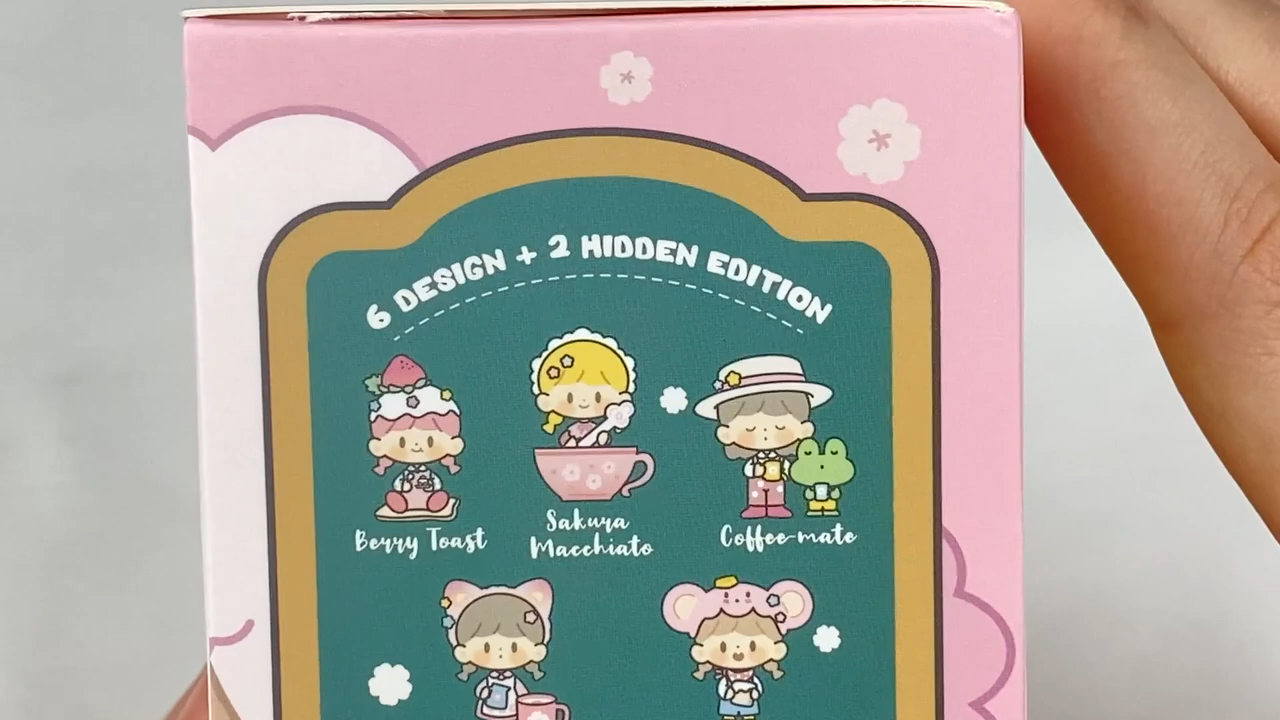 6 DESIGN + 2 HIDDEN EDITION
Berry Toast
Sakura
Macchiato
Coffee-mate